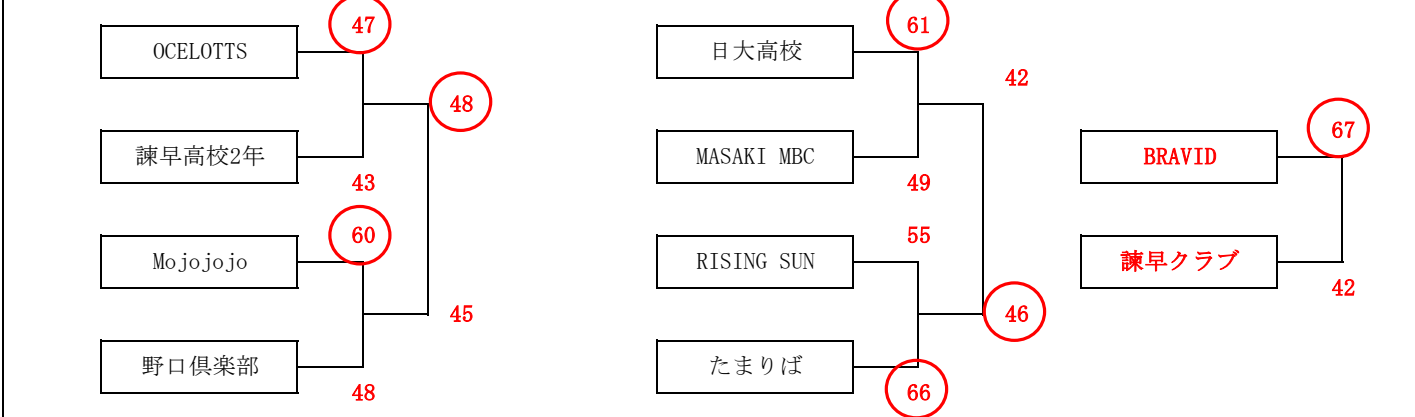 47
OCELOTTS
48
諫早高校2年
43
60
Mojojojo
45
野口倶楽部
48
61
日大高校
42
MASAKI MBC
49
55
RISING SUN
46
たまりば
66
67
BRAVID
諫早クラブ
42